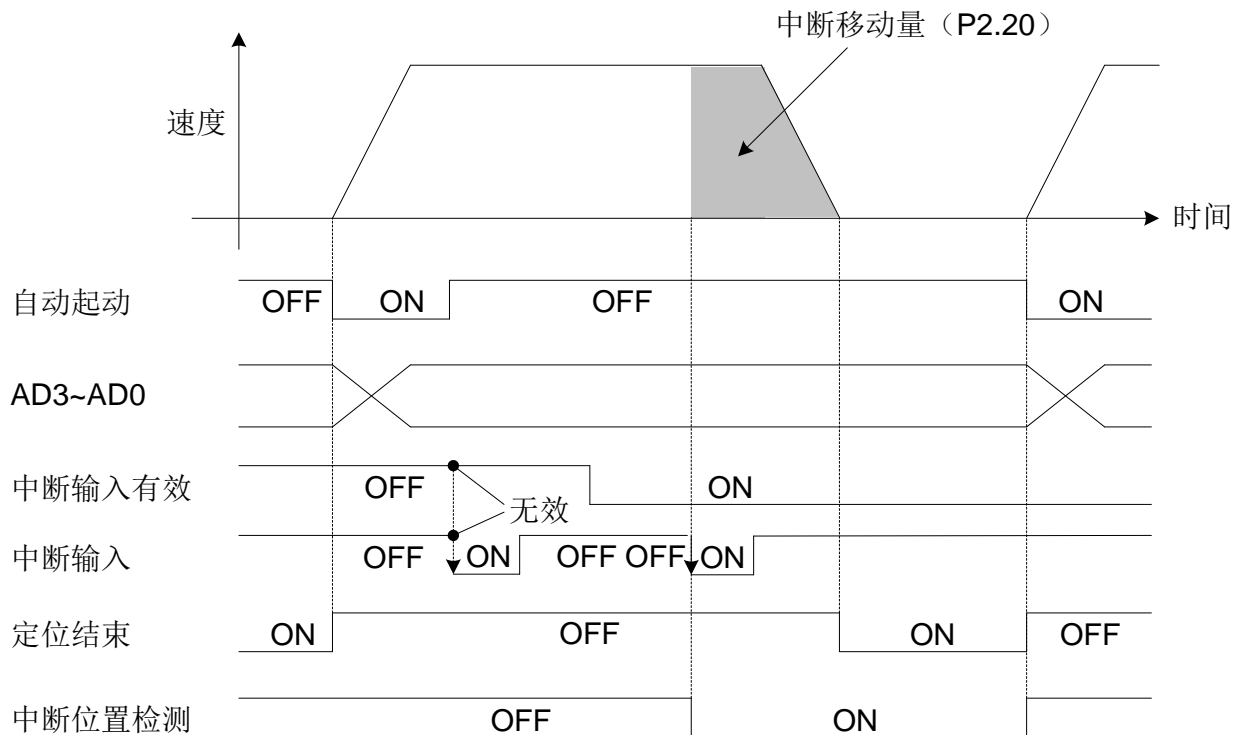 中断移动量（P2.20）
速度
时间
自动起动 OFF ON OFF ON
AD3~AD0
中断输入有效 OFF ON
无效
中断输入 OFF ON OFF OFF ON
定位结束 ON OFF ON OFF
中断位置检测 OFF ON